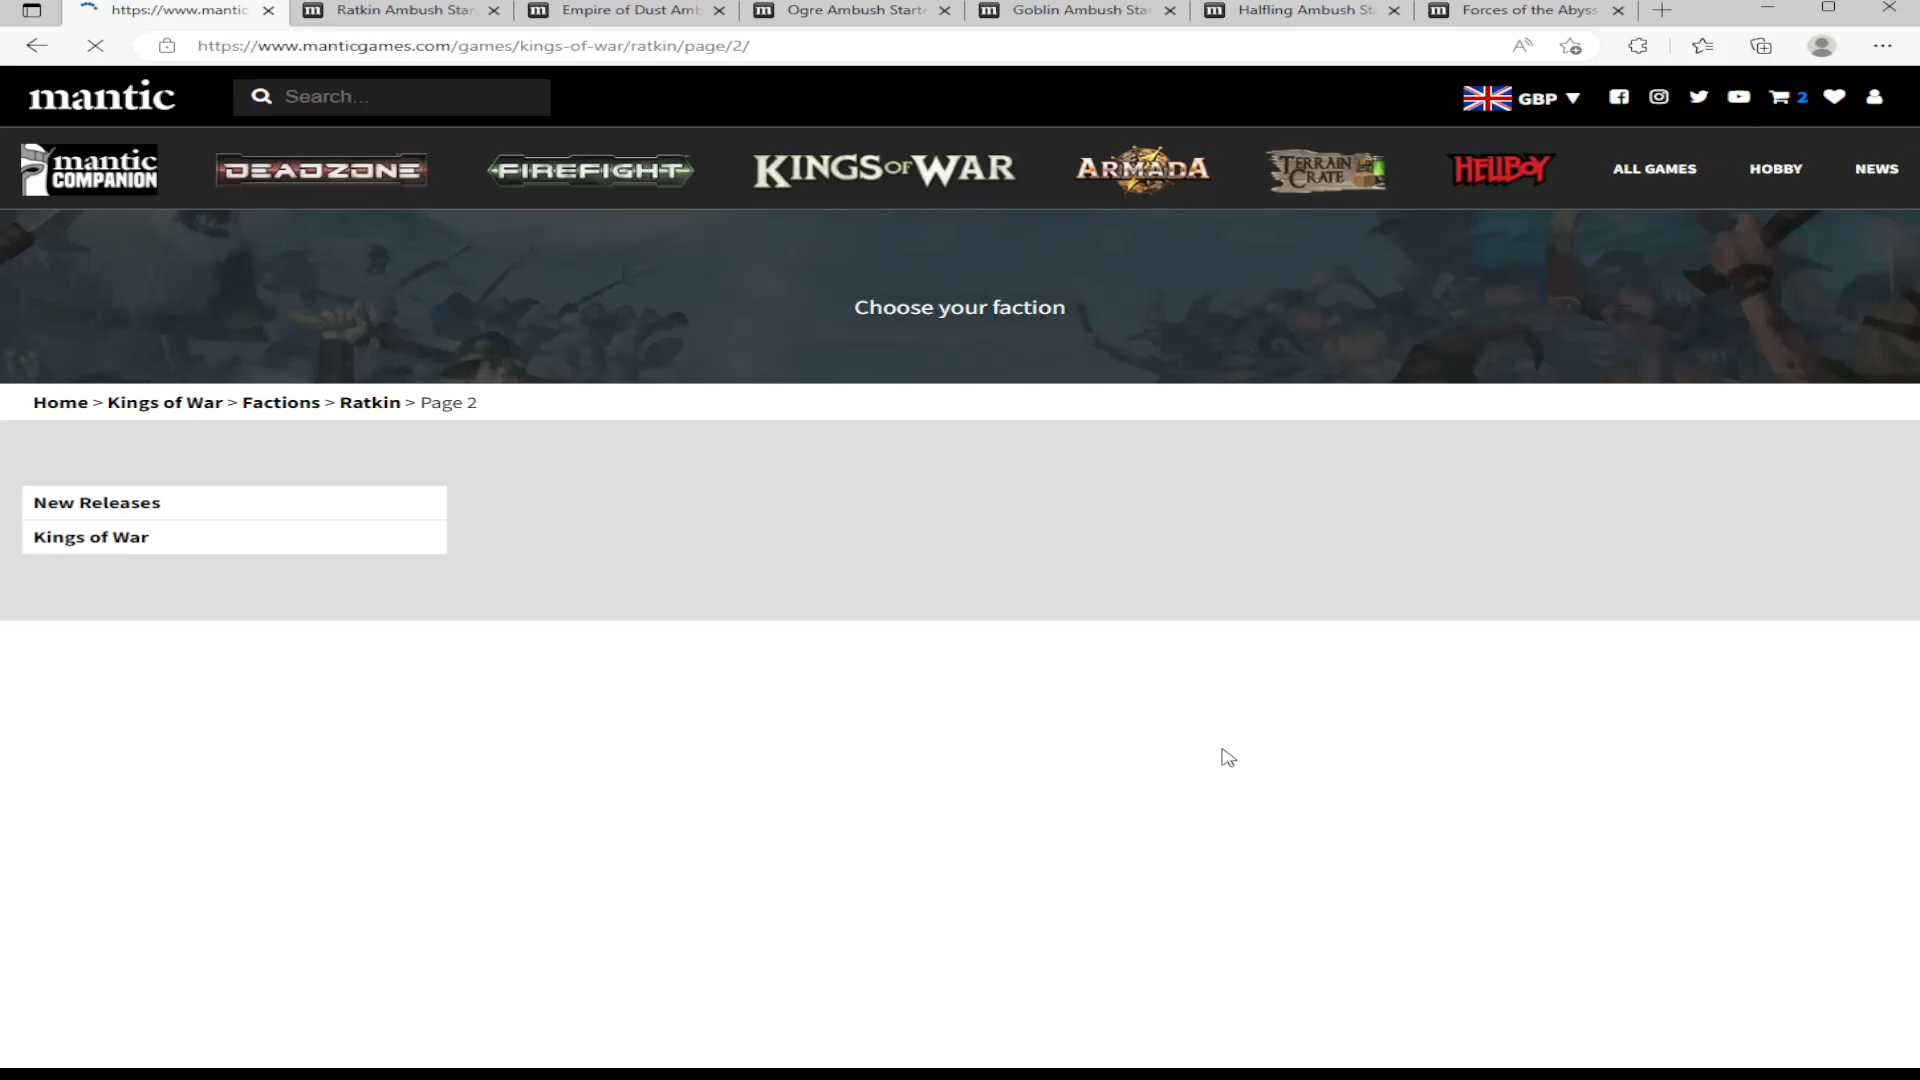 https://www.mantic
Ratkin Ambush Star
Empire of Dust Amb
Ogre Ambush Starte
Goblin Ambush Sta
Halfling Ambush St
Forces of the Abyss
https://www.manticgames.com/games/kings-of-war/ratkin/page/2/
mantic
Search...
GBP
2
mantic
COMPANION
DEADZONE
FIREFIGHT
KINGS OF WAR
ARMADA
TERRAIN
CRATE
HELLBOY
ALL GAMES
HOBBY
NEWS
Choose your faction
Home > Kings of War > Factions > Ratkin > Page 2
New Releases
Kings of War